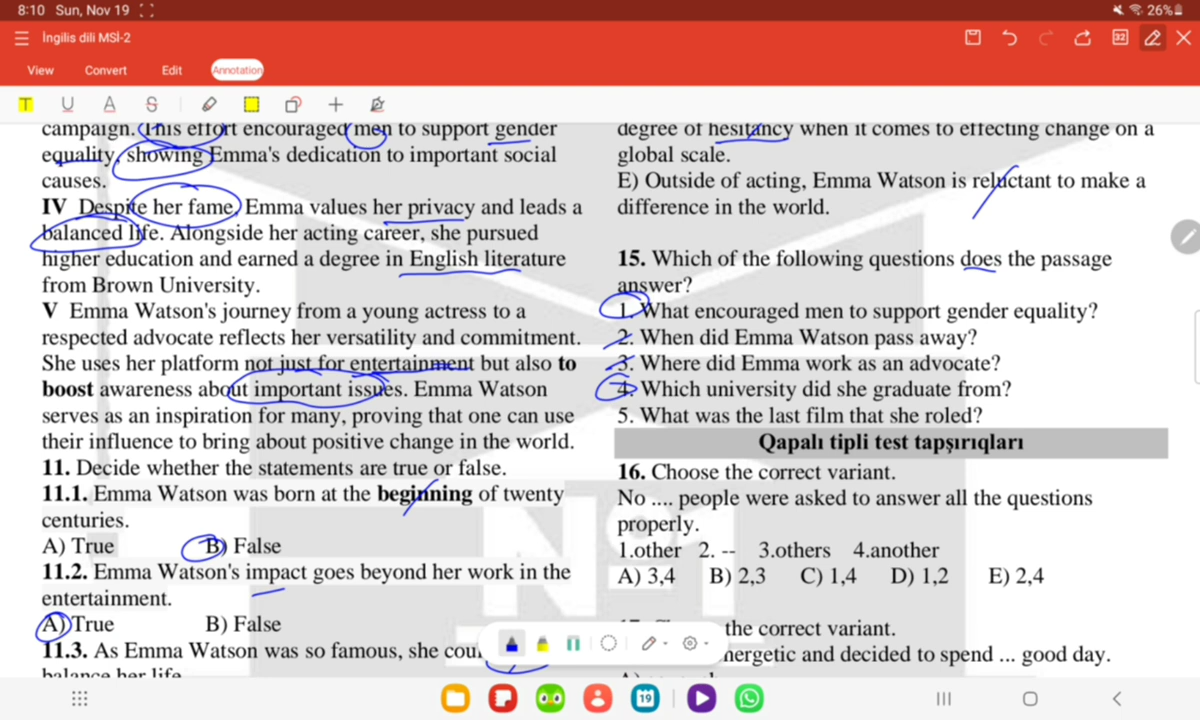 8:10 Sun, Nov 19
26%
İngilis dili MSİ-2
32
View Convert Edit Annotation
T U A S
campaign. This effort encouraged men to support gender
equality, showing Emma's dedication to important social
causes.
IV Despite her fame, Emma values her privacy and leads a
balanced life. Alongside her acting career, she pursued
higher education and earned a degree in English literature
from Brown University.
V Emma Watson's journey from a young actress to a
respected advocate reflects her versatility and commitment.
She uses her platform not just for entertainment but also to
boost awareness about important issues. Emma Watson
serves as an inspiration for many, proving that one can use
their influence to bring about positive change in the world.
11. Decide whether the statements are true or false.
11.1. Emma Watson was born at the beginning of twenty
centuries.
A) True B) False
11.2. Emma Watson's impact goes beyond her work in the
entertainment.
A) True B) False
11.3. As Emma Watson was so famous, she
balance her life
degree of hesitancy when it comes to effecting change on a
global scale.
E) Outside of acting, Emma Watson is reluctant to make a
difference in the world.
15. Which of the following questions does the passage
answer?
1. What encouraged men to support gender equality?
2. When did Emma Watson pass away?
3. Where did Emma work as an advocate?
4. Which university did she graduate from?
5. What was the last film that she roled?
Qapalı tipli test tapşırıqları
16. Choose the correct variant.
No .... people were asked to answer all the questions
properly.
1.other 2. -- 3.others 4.another
A) 3,4 B) 2,3 C) 1,4 D) 1,2 E) 2,4
the correct variant.
and decided to spend ... good day.
Nº1
19